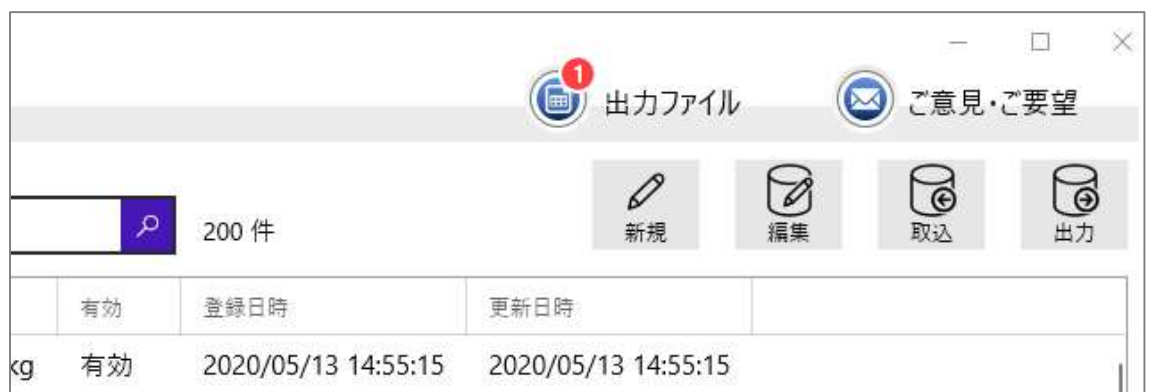 1
出力ファイル ご意見・ご要望
200 件
新規 編集 取込 出力
有効 登録日時 更新日時
kg 有効 2020/05/13 14:55:15 2020/05/13 14:55:15